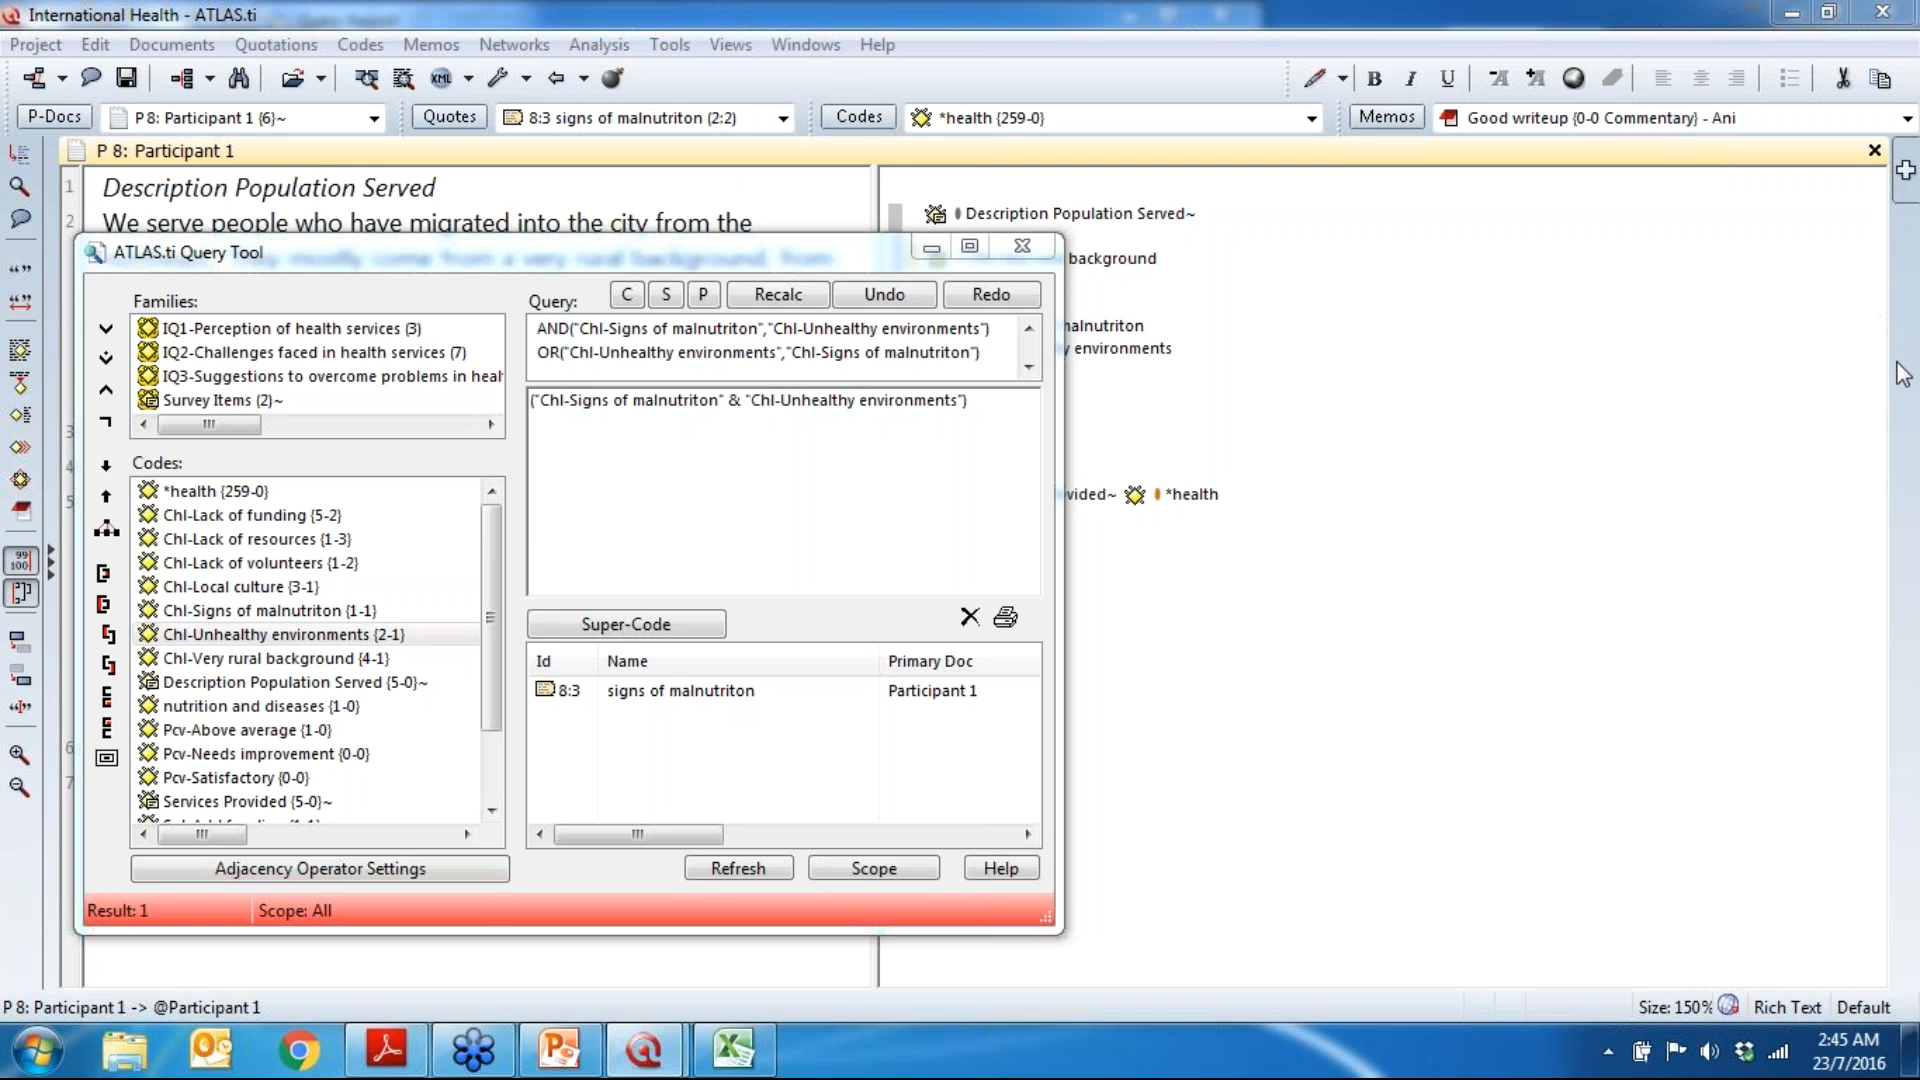 International Health - ATLAS.ti
Project Edit Documents Quotations Codes Memos Networks Analysis Tools Views Windows Help
XML
P-Docs P 8: Participant 1 {6}~ Quotes 8:3 signs of malnutriton (2:2) Codes *health {259-0} Memos Good writeup {0-0 Commentary} - Ani
P 8: Participant 1
1 Description Population Served
2 We serve people who have migrated into the city from the
Description Population Served~
background
malnutriton
environments
*health
ATLAS.ti Query Tool
Families:
IQ1-Perception of health services (3)
IQ2-Challenges faced in health services (7)
IQ3-Suggestions to overcome problems in heal
Survey Items (2)~
Codes:
*health {259-0}
Chl-Lack of funding {5-2}
Chl-Lack of resources {1-3}
Chl-Lack of volunteers {1-2}
Chl-Local culture {3-1}
Chl-Signs of malnutriton {1-1}
Chl-Unhealthy environments {2-1}
Chl-Very rural background {4-1}
Description Population Served {5-0}~
nutrition and diseases {1-0}
Pcv-Above average {1-0}
Pcv-Needs improvement {0-0}
Pcv-Satisfactory {0-0}
Services Provided {5-0}~
Adjacency Operator Settings
Query: C S P Recalc Undo Redo
AND("Chl-Signs of malnutriton","Chl-Unhealthy environments")
OR("Chl-Unhealthy environments","Chl-Signs of malnutriton")
("Chl-Signs of malnutriton" & "Chl-Unhealthy environments")
Super-Code
Id Name Primary Doc
8:3 signs of malnutriton Participant 1
Refresh Scope Help
Result: 1 Scope: All
P 8: Participant 1 -> @Participant 1
Size: 150% Rich Text Default
2:45 AM
23/7/2016